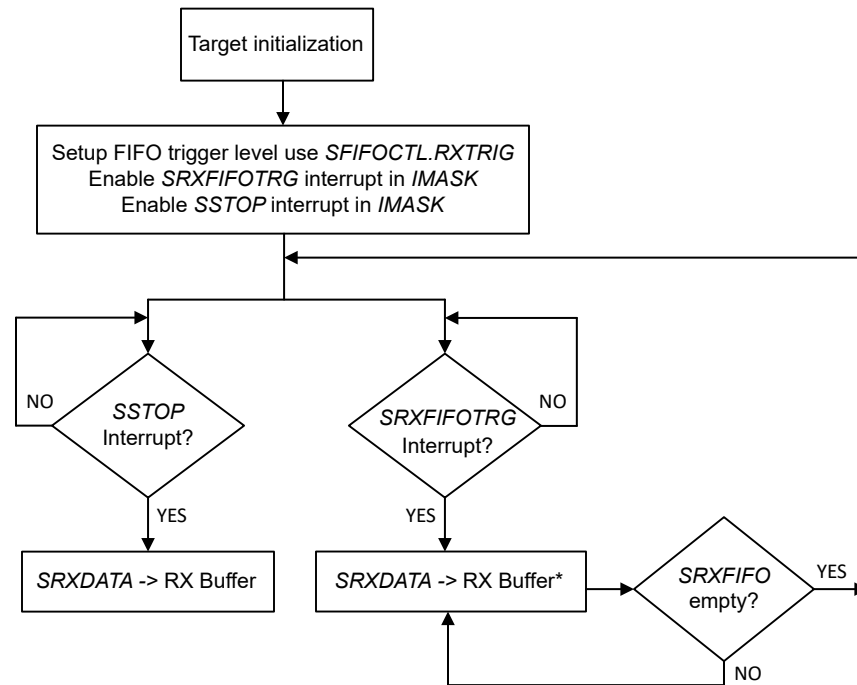 Target initialization
Setup FIFO trigger level use SFIFOCTL.RXTRIG
Enable SRXFIFOTRG interrupt in IMASK
Enable SSTOP interrupt in IMASK
NO
SSTOP
Interrupt?
SRXFIFOTRG
Interrupt?
NO
YES
YES
SRXDATA -> RX Buffer
SRXDATA -> RX Buffer*
SRXFIFO
empty?
YES
NO